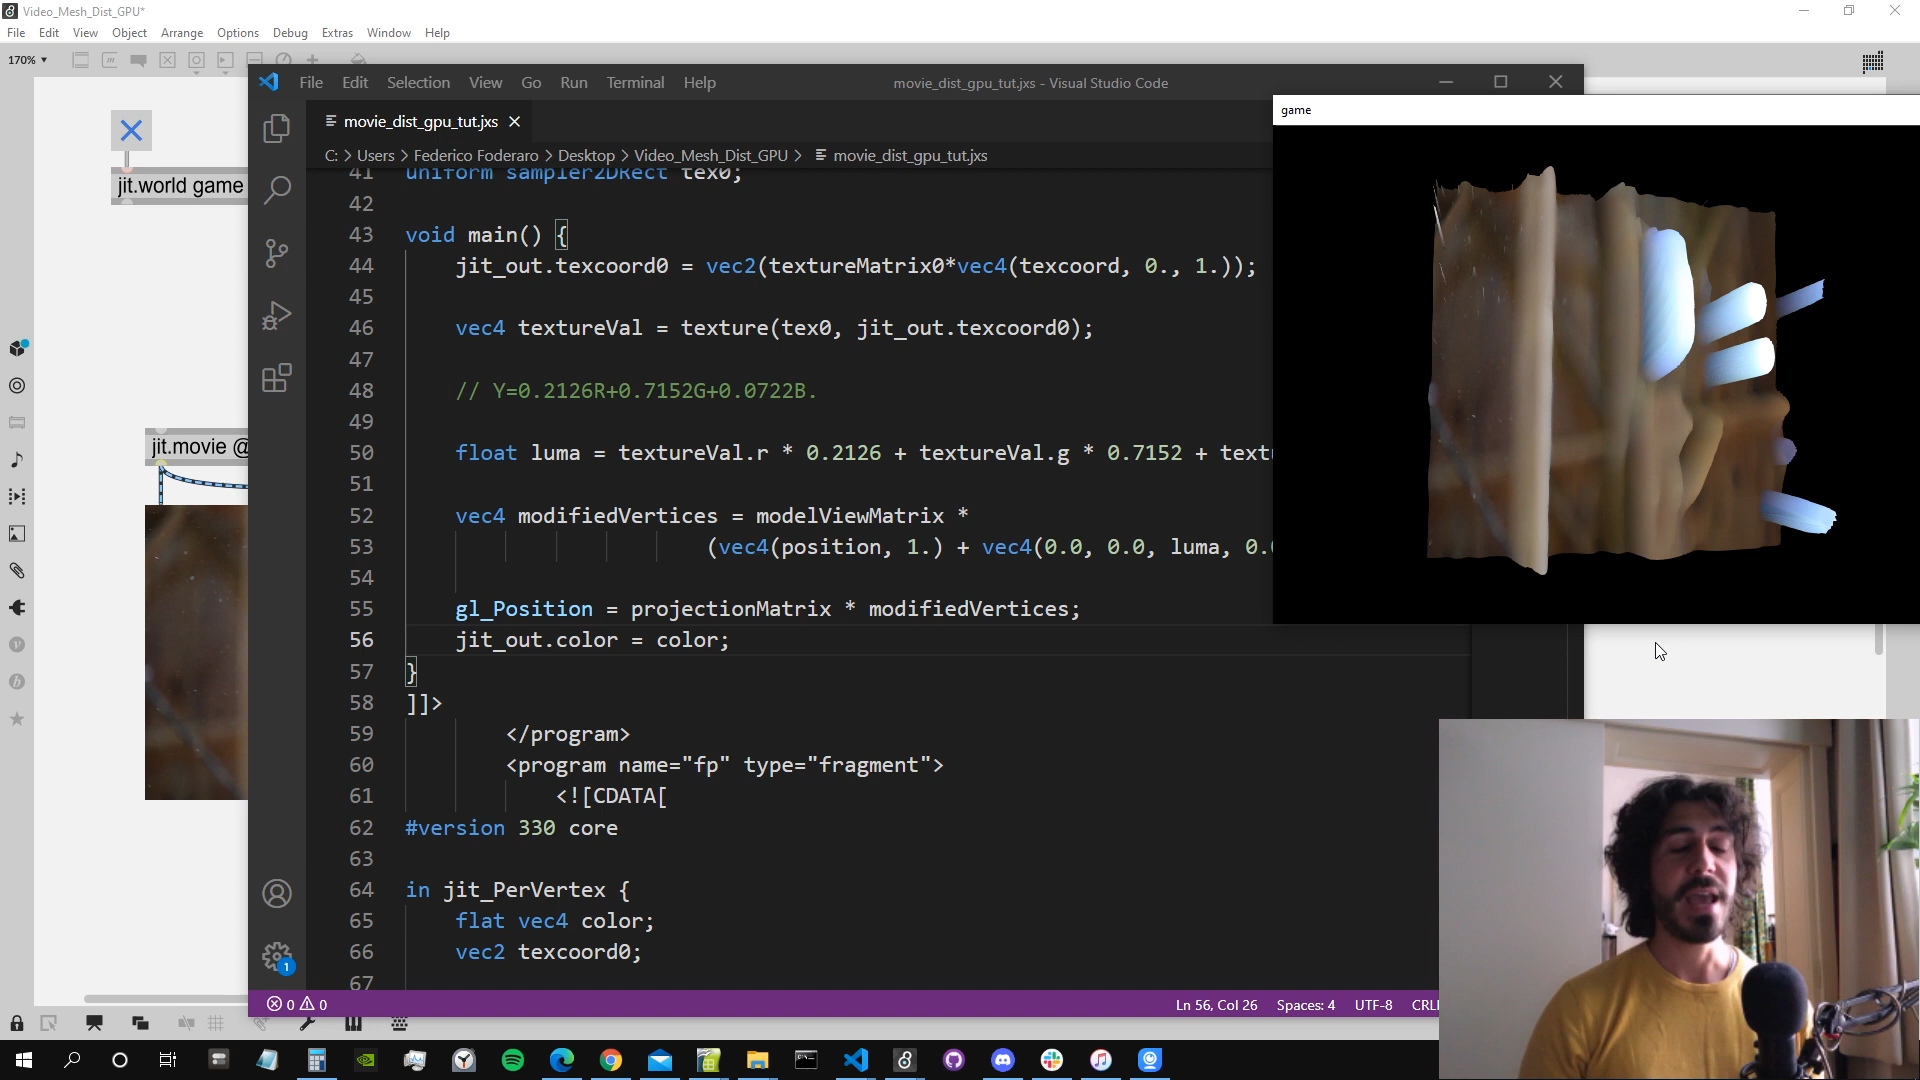 Video_Mesh_Dist_GPU*
File Edit View Object Arrange Options Debug Extras Window Help
170%
File Edit Selection View Go Run Terminal Help
movie_dist_gpu_tut.jxs - Visual Studio Code
game
movie_dist_gpu_tut.jxs
C: > Users > Federico Foderaro > Desktop > Video_Mesh_Dist_GPU > movie_dist_gpu_tut.jxs
jit.world game
jit.movie @
41 uniform sampler2DRect tex0;
42
43 void main() {
44 jit_out.texcoord0 = vec2(textureMatrix0*vec4(texcoord, 0., 1.));
45
46 vec4 textureVal = texture(tex0, jit_out.texcoord0);
47
48 // Y=0.2126R+0.7152G+0.0722B.
49
50 float luma = textureVal.r * 0.2126 + textureVal.g * 0.7152 + text
51
52 vec4 modifiedVertices = modelViewMatrix *
53 (vec4(position, 1.) + vec4(0.0, 0.0, luma, 0.
54
55 gl_Position = projectionMatrix * modifiedVertices;
56 jit_out.color = color;
57 }
58 ]]>
59 </program>
60 <program name="fp" type="fragment">
61 <![CDATA[
62 #version 330 core
63
64 in jit_PerVertex {
65 flat vec4 color;
66 vec2 texcoord0;
67
1
0 0
Ln 56, Col 26 Spaces: 4 UTF-8 CRL